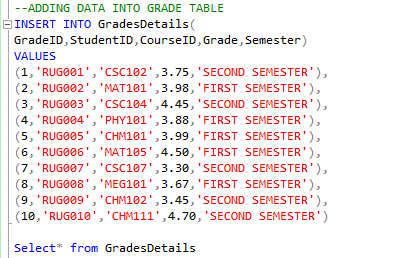 --ADDING DATA INTO GRADE TABLE
INSERT INTO GradesDetails(
GradeID,StudentID,CourseID,Grade,Semester)
VALUES
(1,'RUG001','CSC102',3.75,'SECOND SEMESTER'),
(2,'RUG002','MAT101',3.98,'FIRST SEMESTER'),
(3,'RUG003','CSC104',4.45,'SECOND SEMESTER'),
(4,'RUG004','PHY101',3.88,'FIRST SEMESTER'),
(5,'RUG005','CHM101',3.99,'FIRST SEMESTER'),
(6,'RUG006','MAT105',4.50,'FIRST SEMESTER'),
(7,'RUG007','CSC107',3.30,'SECOND SEMESTER'),
(8,'RUG008','MEG101',3.67,'FIRST SEMESTER'),
(9,'RUG009','CHM102',3.45,'SECOND SEMESTER'),
(10,'RUG010','CHM111',4.70,'SECOND SEMESTER')
Select* from GradesDetails